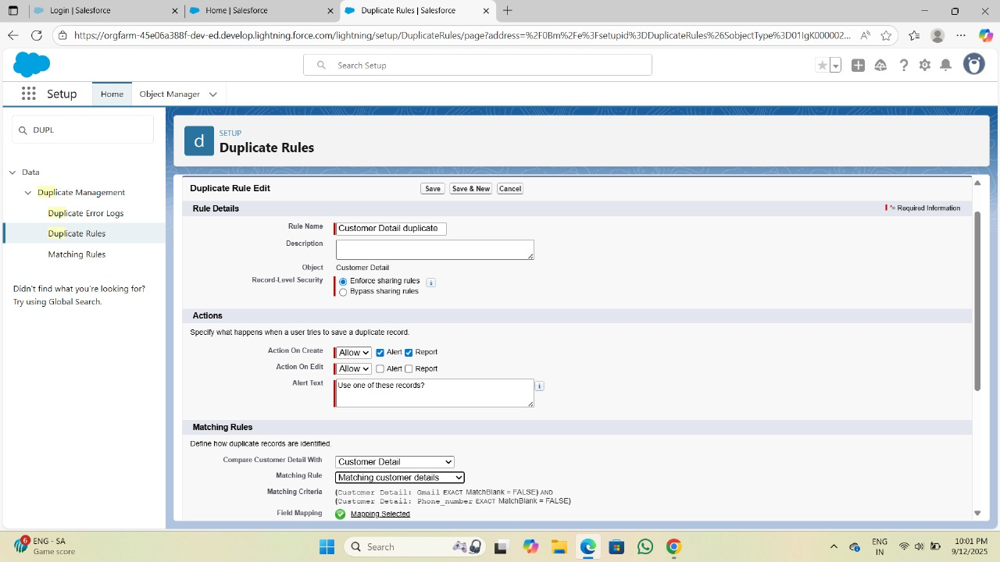 Login | Salesforce
Home | Salesforce
Duplicate Rules | Salesforce
https://orgfarm-45e06a388f-dev-ed.develop.lightning.force.com/lightning/setup/DuplicateRules/page?address=%2F0Bm%2Fe%3Fsetupid%3DDuplicateRules%26SobjectType%3D01IgK000002...
Search Setup
Setup
Home
Object Manager
DUPL
SETUP
Duplicate Rules
Data
Duplicate Management
Duplicate Error Logs
Duplicate Rules
Matching Rules
Didn't find what you're looking for?
Try using Global Search.
Duplicate Rule Edit
Save
Save & New
Cancel
Rule Details
*= Required Information
Rule Name
Customer Detail duplicate
Description
Object
Customer Detail
Record-Level Security
Enforce sharing rules
Bypass sharing rules
Actions
Specify what happens when a user tries to save a duplicate record.
Action On Create
Allow
Alert
Report
Action On Edit
Allow
Alert
Report
Alert Text
Use one of these records?
Matching Rules
Define how duplicate records are identified.
Compare Customer Detail With
Customer Detail
Matching Rule
Matching customer details
Matching Criteria
(Customer Detail: Gmail EXACT MatchBlank = FALSE) AND
(Customer Detail: Phone_number EXACT MatchBlank = FALSE)
Field Mapping
Mapping Selected
6
ENG - SA
Game score
Search
ENG
IN
10:01 PM
9/12/2025